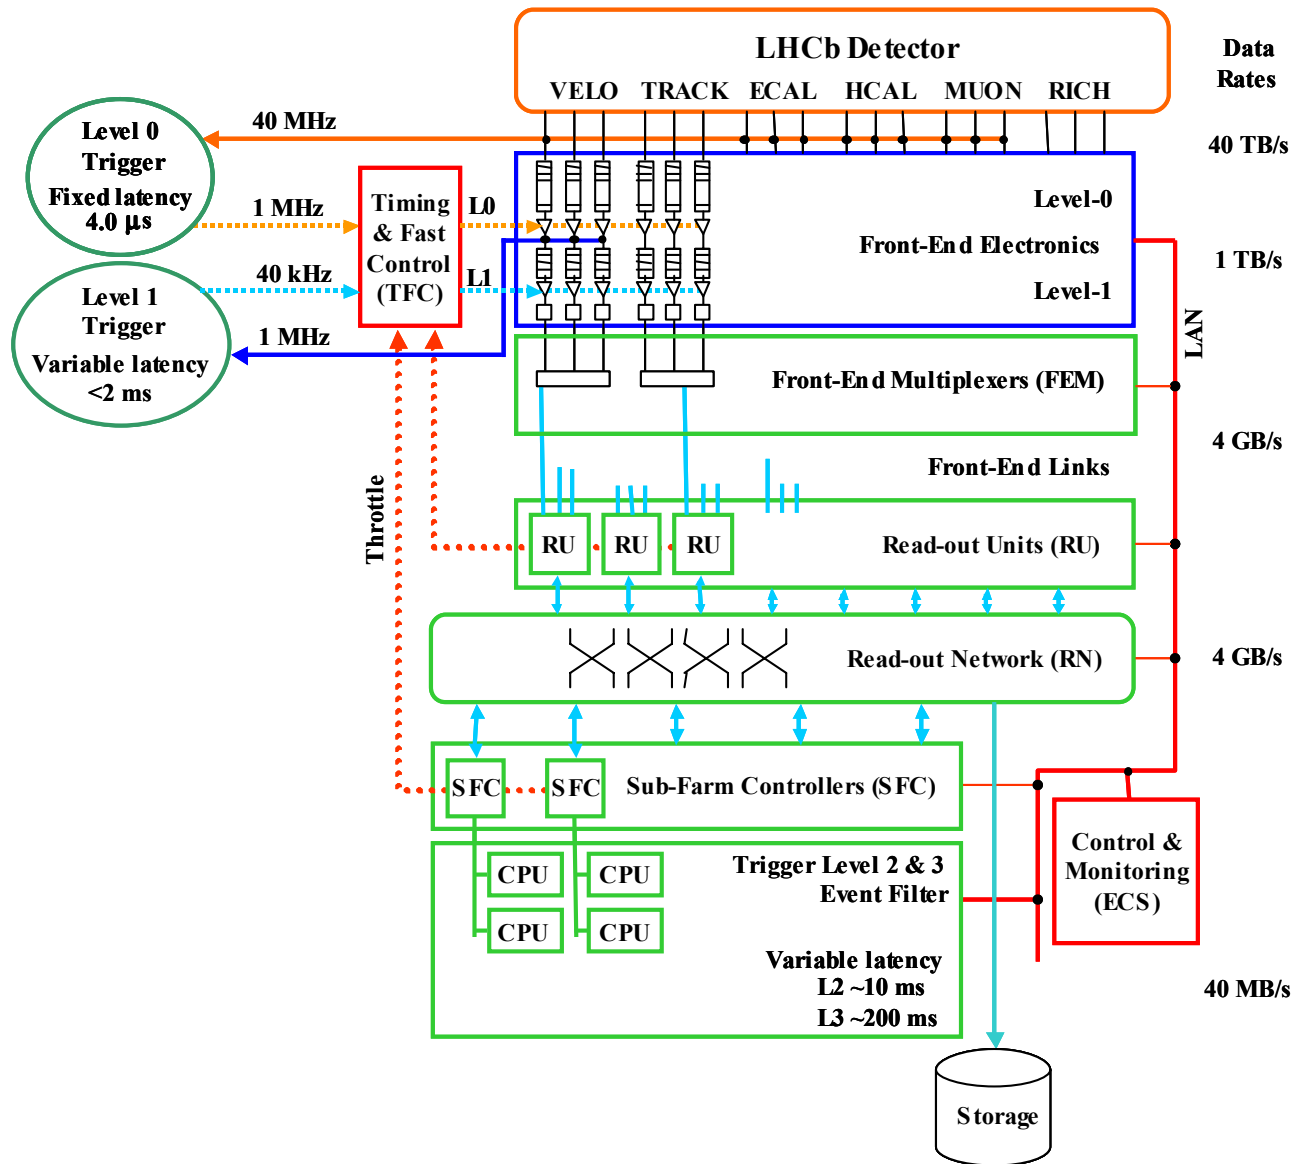 LHCb Detector
VELO TRACK ECAL HCAL MUON RICH
Data
Rates
40 TB/s
1 TB/s
4 GB/s
4 GB/s
40 MB/s
Level 0
Trigger
Fixed latency
4.0 μs
40 MHz
1 MHz
Level 1
Trigger
Variable latency
<2 ms
40 kHz
1 MHz
Timing
& Fast
Control
(TFC)
L0
L1
Level-0
Front-End Electronics
Level-1
LAN
Front-End Multiplexers (FEM)
Front-End Links
Throttle
RU
RU
RU
Read-out Units (RU)
Read-out Network (RN)
SFC
SFC
Sub-Farm Controllers (SFC)
Control &
Monitoring
(ECS)
CPU
CPU
CPU
CPU
Trigger Level 2 & 3
Event Filter
Variable latency
L2 ~10 ms
L3 ~200 ms
Storage